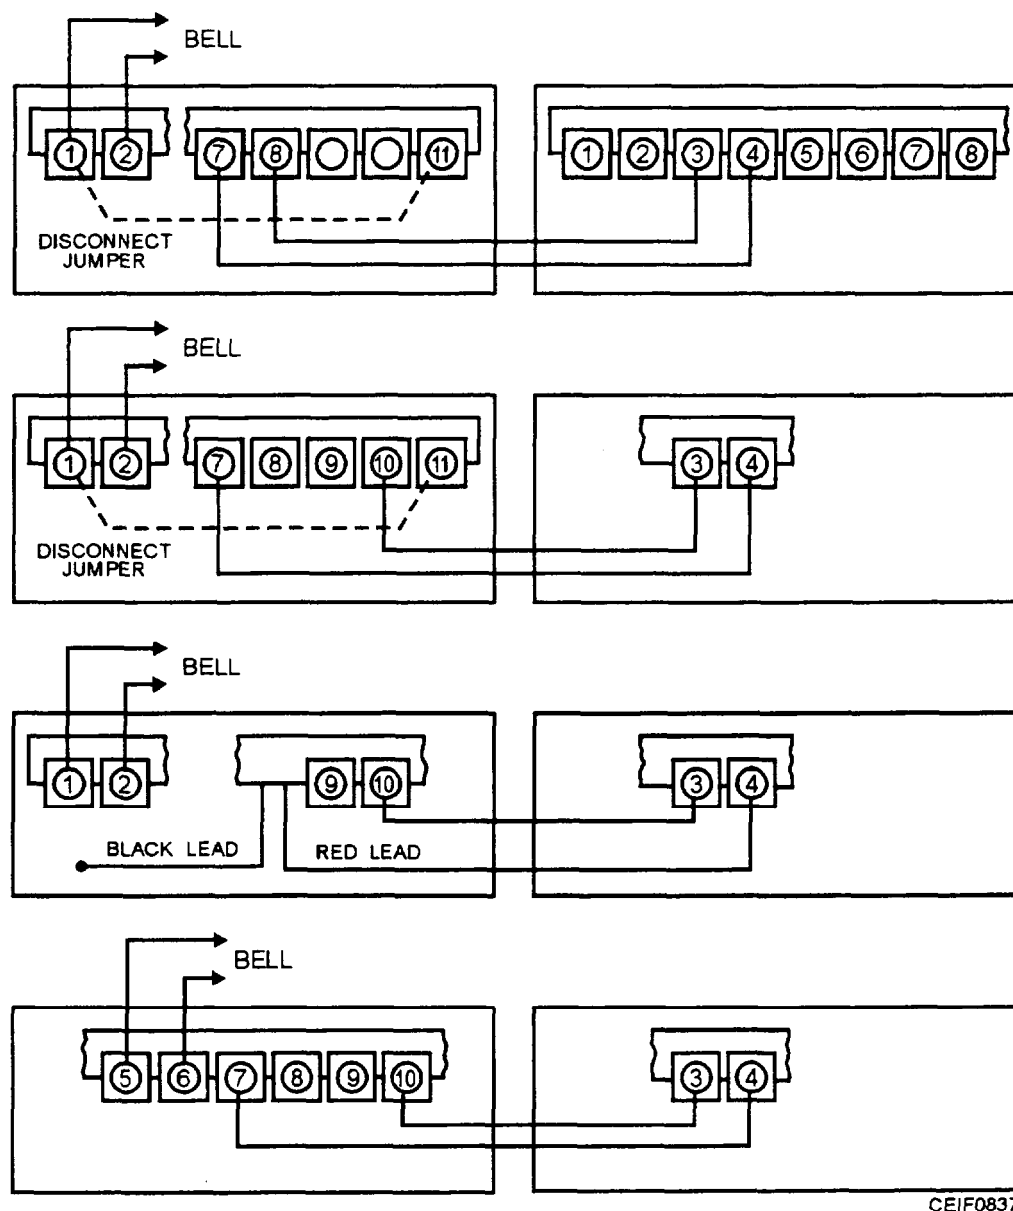 BELL
1 2 7 8 11 1 2 3 4 5 6 7 8
DISCONNECT
JUMPER
BELL
1 2 7 8 9 10 11 3 4
DISCONNECT
JUMPER
BELL
1 2 9 10 3 4
BLACK LEAD RED LEAD
BELL
5 6 7 8 9 10 3 4
CEIF0837